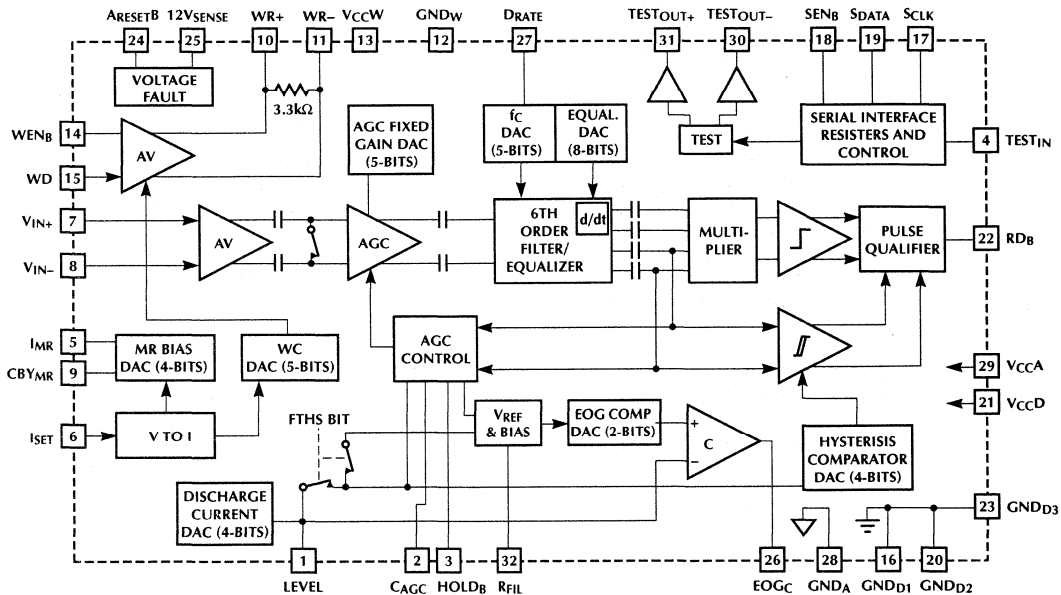 ARESETB 12VSENSE WR+ WR– VCCW GNDW DRATE TESTOUT+ TESTOUT– SENB SDATA SCLK
24 25 10 11 13 12 27 31 30 18 19 17
VOLTAGE
FAULT
3.3kΩ
WENB 14
AV
WD 15
AGC FIXED
GAIN DAC
(5-BITS)
fC
DAC
(5-BITS)
EQUAL.
DAC
(8-BITS)
TEST
SERIAL INTERFACE
RESISTERS AND
CONTROL
4 TESTIN
VIN+ 7
VIN– 8
AV
AGC
6TH
ORDER
FILTER/
EQUALIZER
d/dt
MULTI-
PLIER
PULSE
QUALIFIER
22 RDB
IMR 5
CBYMR 9
MR BIAS
DAC (4-BITS)
WC
DAC (5-BITS)
AGC
CONTROL
29 VCCA
21 VCCD
ISET 6
V TO I
FTHS BIT
VREF
& BIAS
EOG COMP
DAC (2-BITS)
+
–
C
HYSTERISIS
COMPARATOR
DAC (4-BITS)
DISCHARGE
CURRENT
DAC (4-BITS)
23 GNDD3
1 2 3 32 26 28 16 20
LEVEL CAGC HOLDB RFIL EOGC GNDA GNDD1 GNDD2